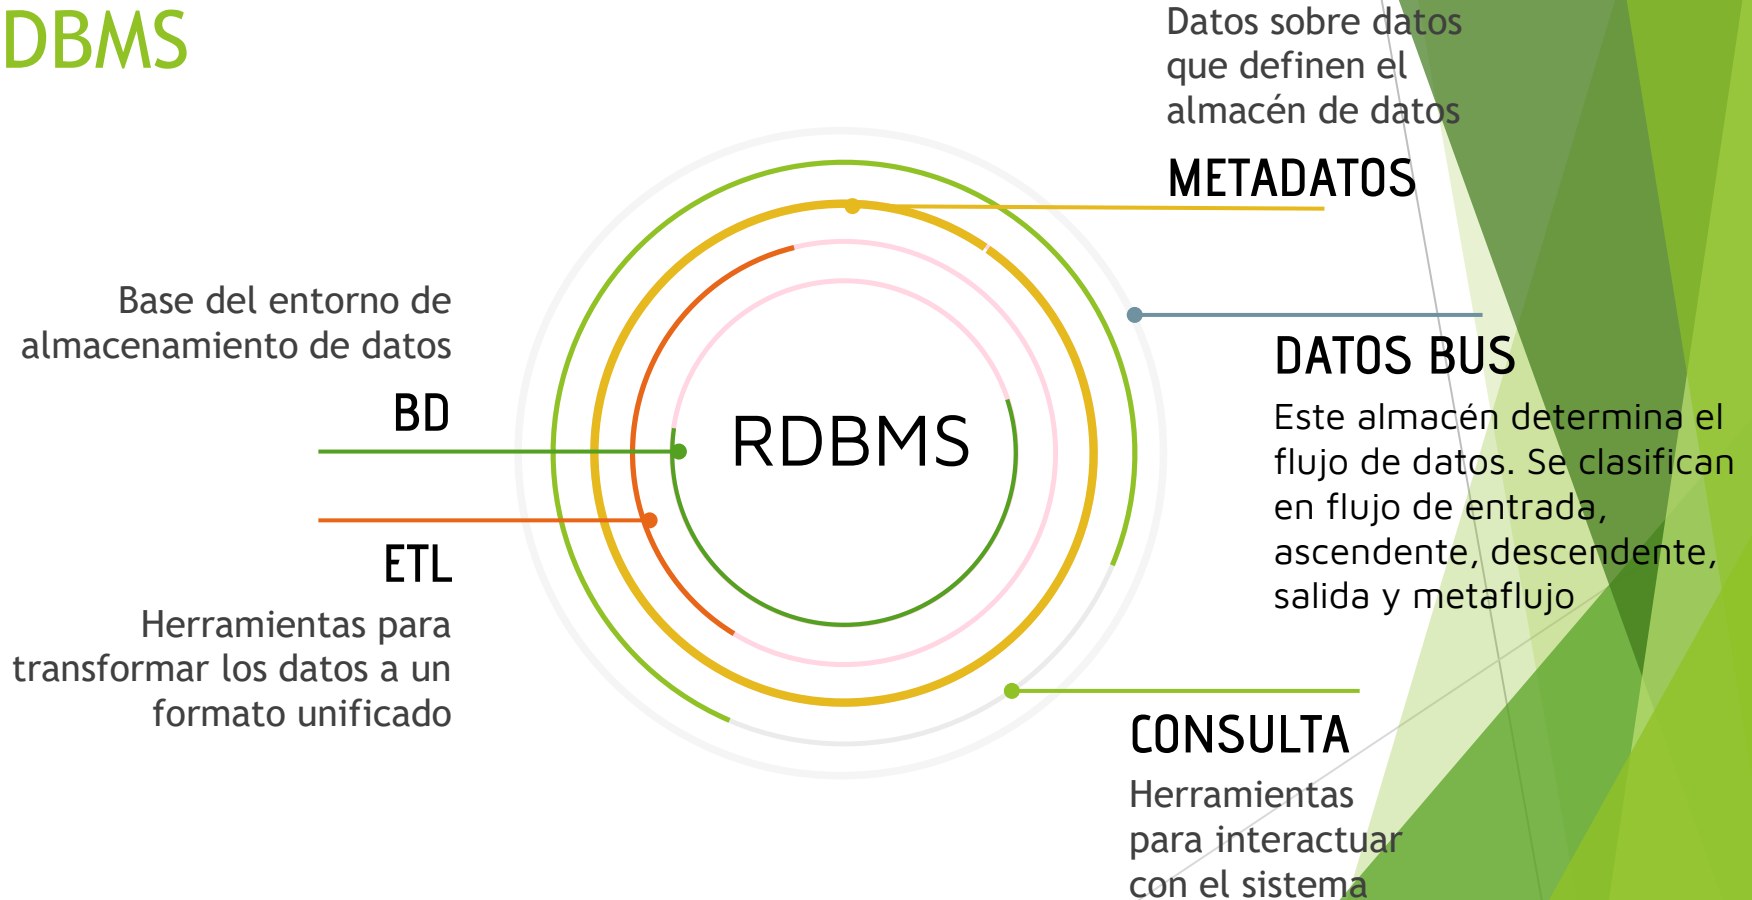 DBMS
Datos sobre datos
que definen el
almacén de datos
METADATOS
Base del entorno de
almacenamiento de datos
BD
RDBMS
DATOS BUS
Este almacén determina el
flujo de datos. Se clasifican
en flujo de entrada,
ascendente, descendente,
salida y metaflujo
ETL
Herramientas para
transformar los datos a un
formato unificado
CONSULTA
Herramientas
para interactuar
con el sistema